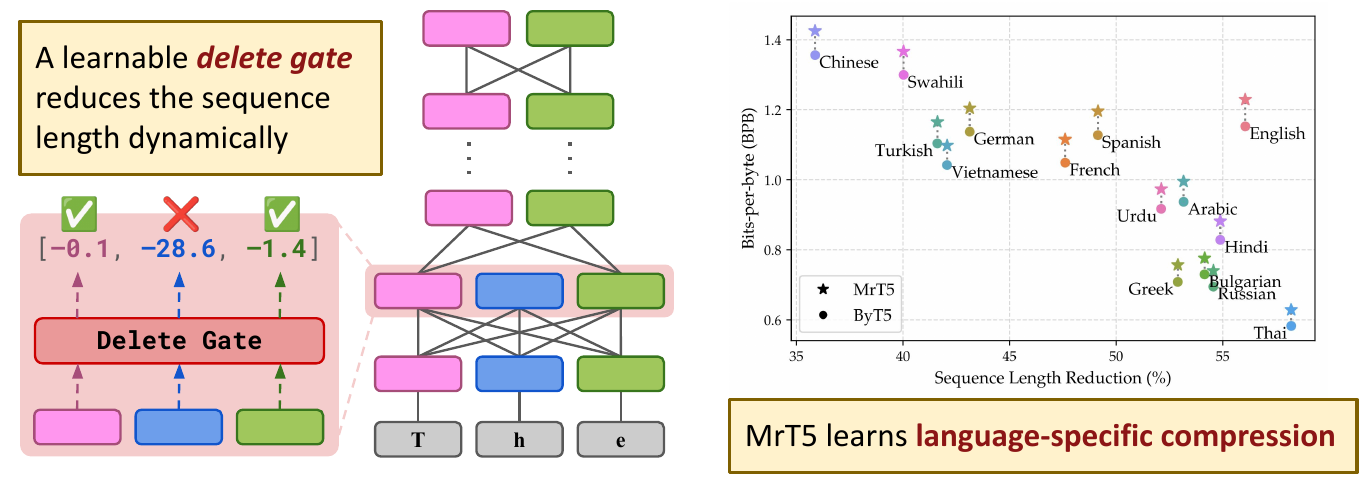 A learnable delete gate
reduces the sequence
length dynamically
[−0.1, −28.6, −1.4]
Delete Gate
T h e
Bits-per-byte (BPB)
1.4
1.2
1.0
0.8
0.6
Chinese
Swahili
German
Turkish
Vietnamese
French
Spanish
English
Urdu
Arabic
Hindi
Greek
Bulgarian
Russian
Thai
MrT5
ByT5
35 40 45 50 55
Sequence Length Reduction (%)
MrT5 learns language-specific compression